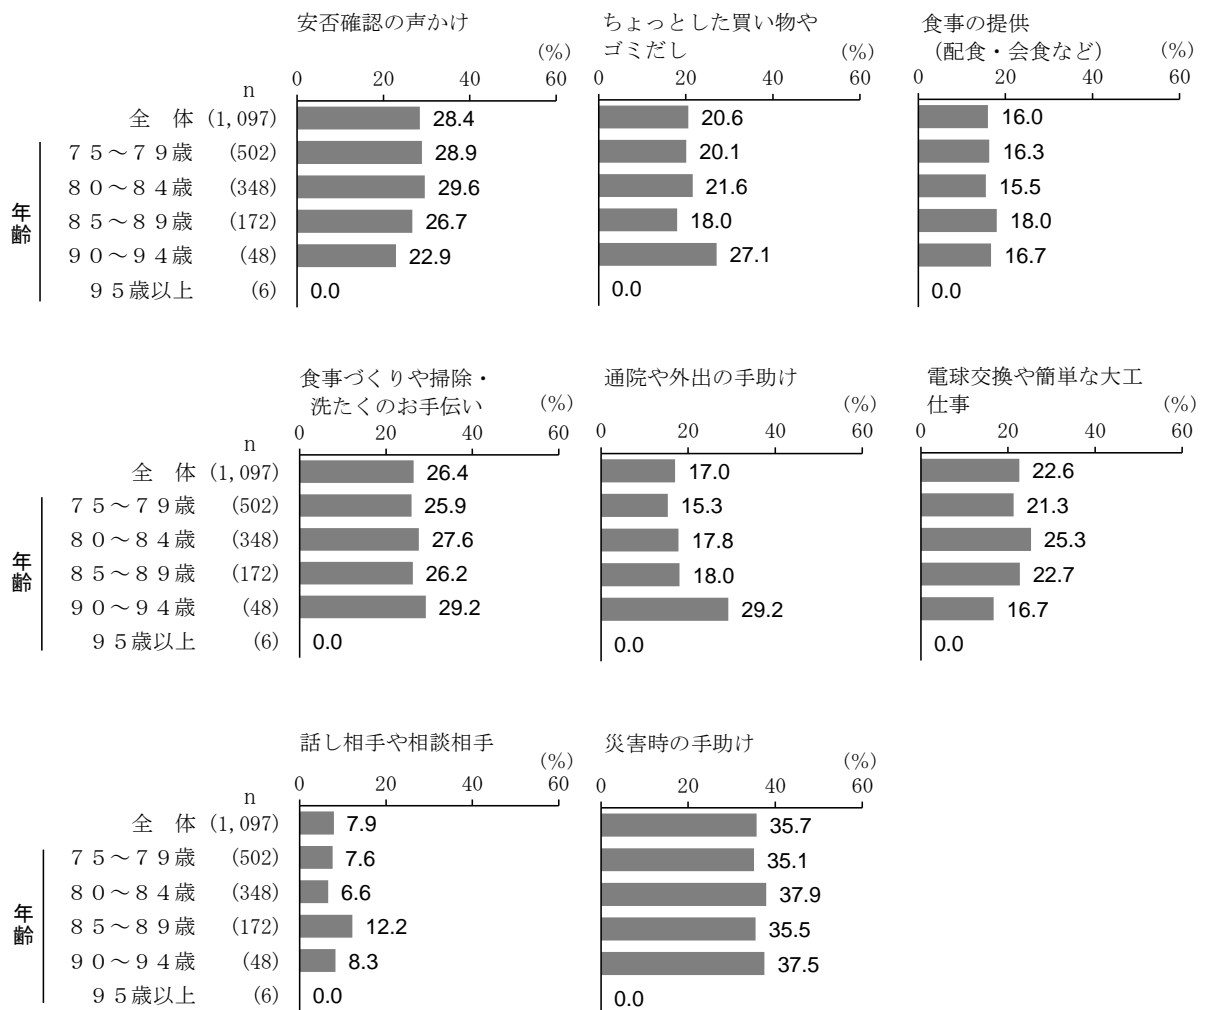 安否確認の声かけ ちょっとした買い物や 食事の提供
(%) ゴミだし (%) (配食・会食など) (%)
n 0 20 40 60 0 20 40 60 0 20 40 60
全 体 (1,097) 28.4 20.6 16.0
75～79歳 (502) 28.9 20.1 16.3
80～84歳 (348) 29.6 21.6 15.5
85～89歳 (172) 26.7 18.0 18.0
90～94歳 (48) 22.9 27.1 16.7
95歳以上 (6) 0.0 0.0 0.0
年齢
食事づくりや掃除・ 通院や外出の手助け 電球交換や簡単な大工
洗たくのお手伝い (%) (%) 仕事 (%)
n 0 20 40 60 0 20 40 60 0 20 40 60
全 体 (1,097) 26.4 17.0 22.6
75～79歳 (502) 25.9 15.3 21.3
80～84歳 (348) 27.6 17.8 25.3
85～89歳 (172) 26.2 18.0 22.7
90～94歳 (48) 29.2 29.2 16.7
95歳以上 (6) 0.0 0.0 0.0
年齢
話し相手や相談相手 災害時の手助け
(%) (%)
n 0 20 40 60 0 20 40 60
全 体 (1,097) 7.9 35.7
75～79歳 (502) 7.6 35.1
80～84歳 (348) 6.6 37.9
85～89歳 (172) 12.2 35.5
90～94歳 (48) 8.3 37.5
95歳以上 (6) 0.0 0.0
年齢